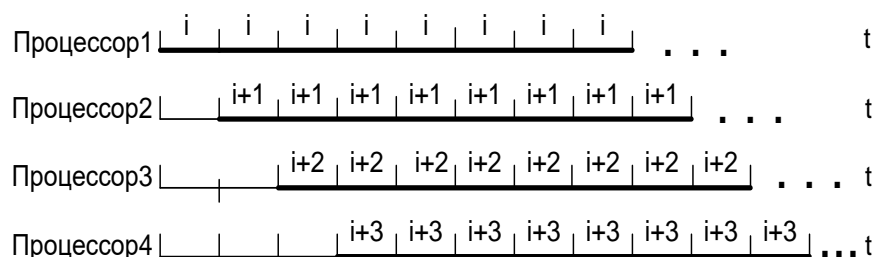 Процессор1 i i i i i i i i . . . t
Процессор2 i+1 i+1 i+1 i+1 i+1 i+1 i+1 i+1 . . . t
Процессор3 i+2 i+2 i+2 i+2 i+2 i+2 i+2 i+2 . . . t
Процессор4 i+3 i+3 i+3 i+3 i+3 i+3 i+3 i+3 ... t